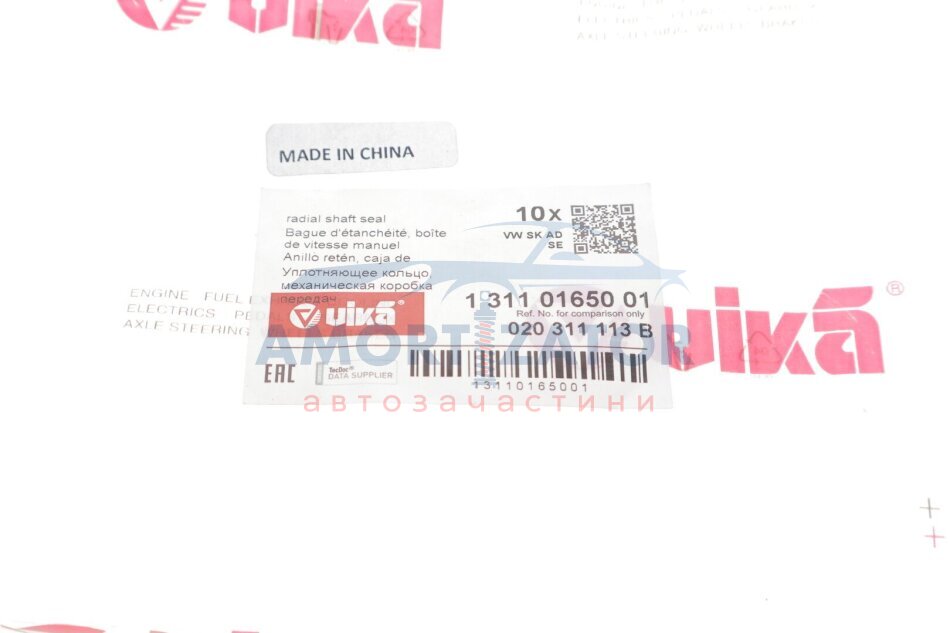 vika
MADE IN CHINA
radial shaft seal
Bague d'étanchéité, boîte
de vitesse manuel
Anillo retén, caja de
Уплотняющее кольцо,
механическая коробка
передач
10x
VW SK AD
SE
1 311 01650 01
Ref. No. for comparison only
020 311 113 B
vika®
EAC
TecDoc®
DATA SUPPLIER
13110165001
ENGINE FUEL
ELECTRICS
AXLE STEERING
vika®
AMORTIZATOR
автозачастини